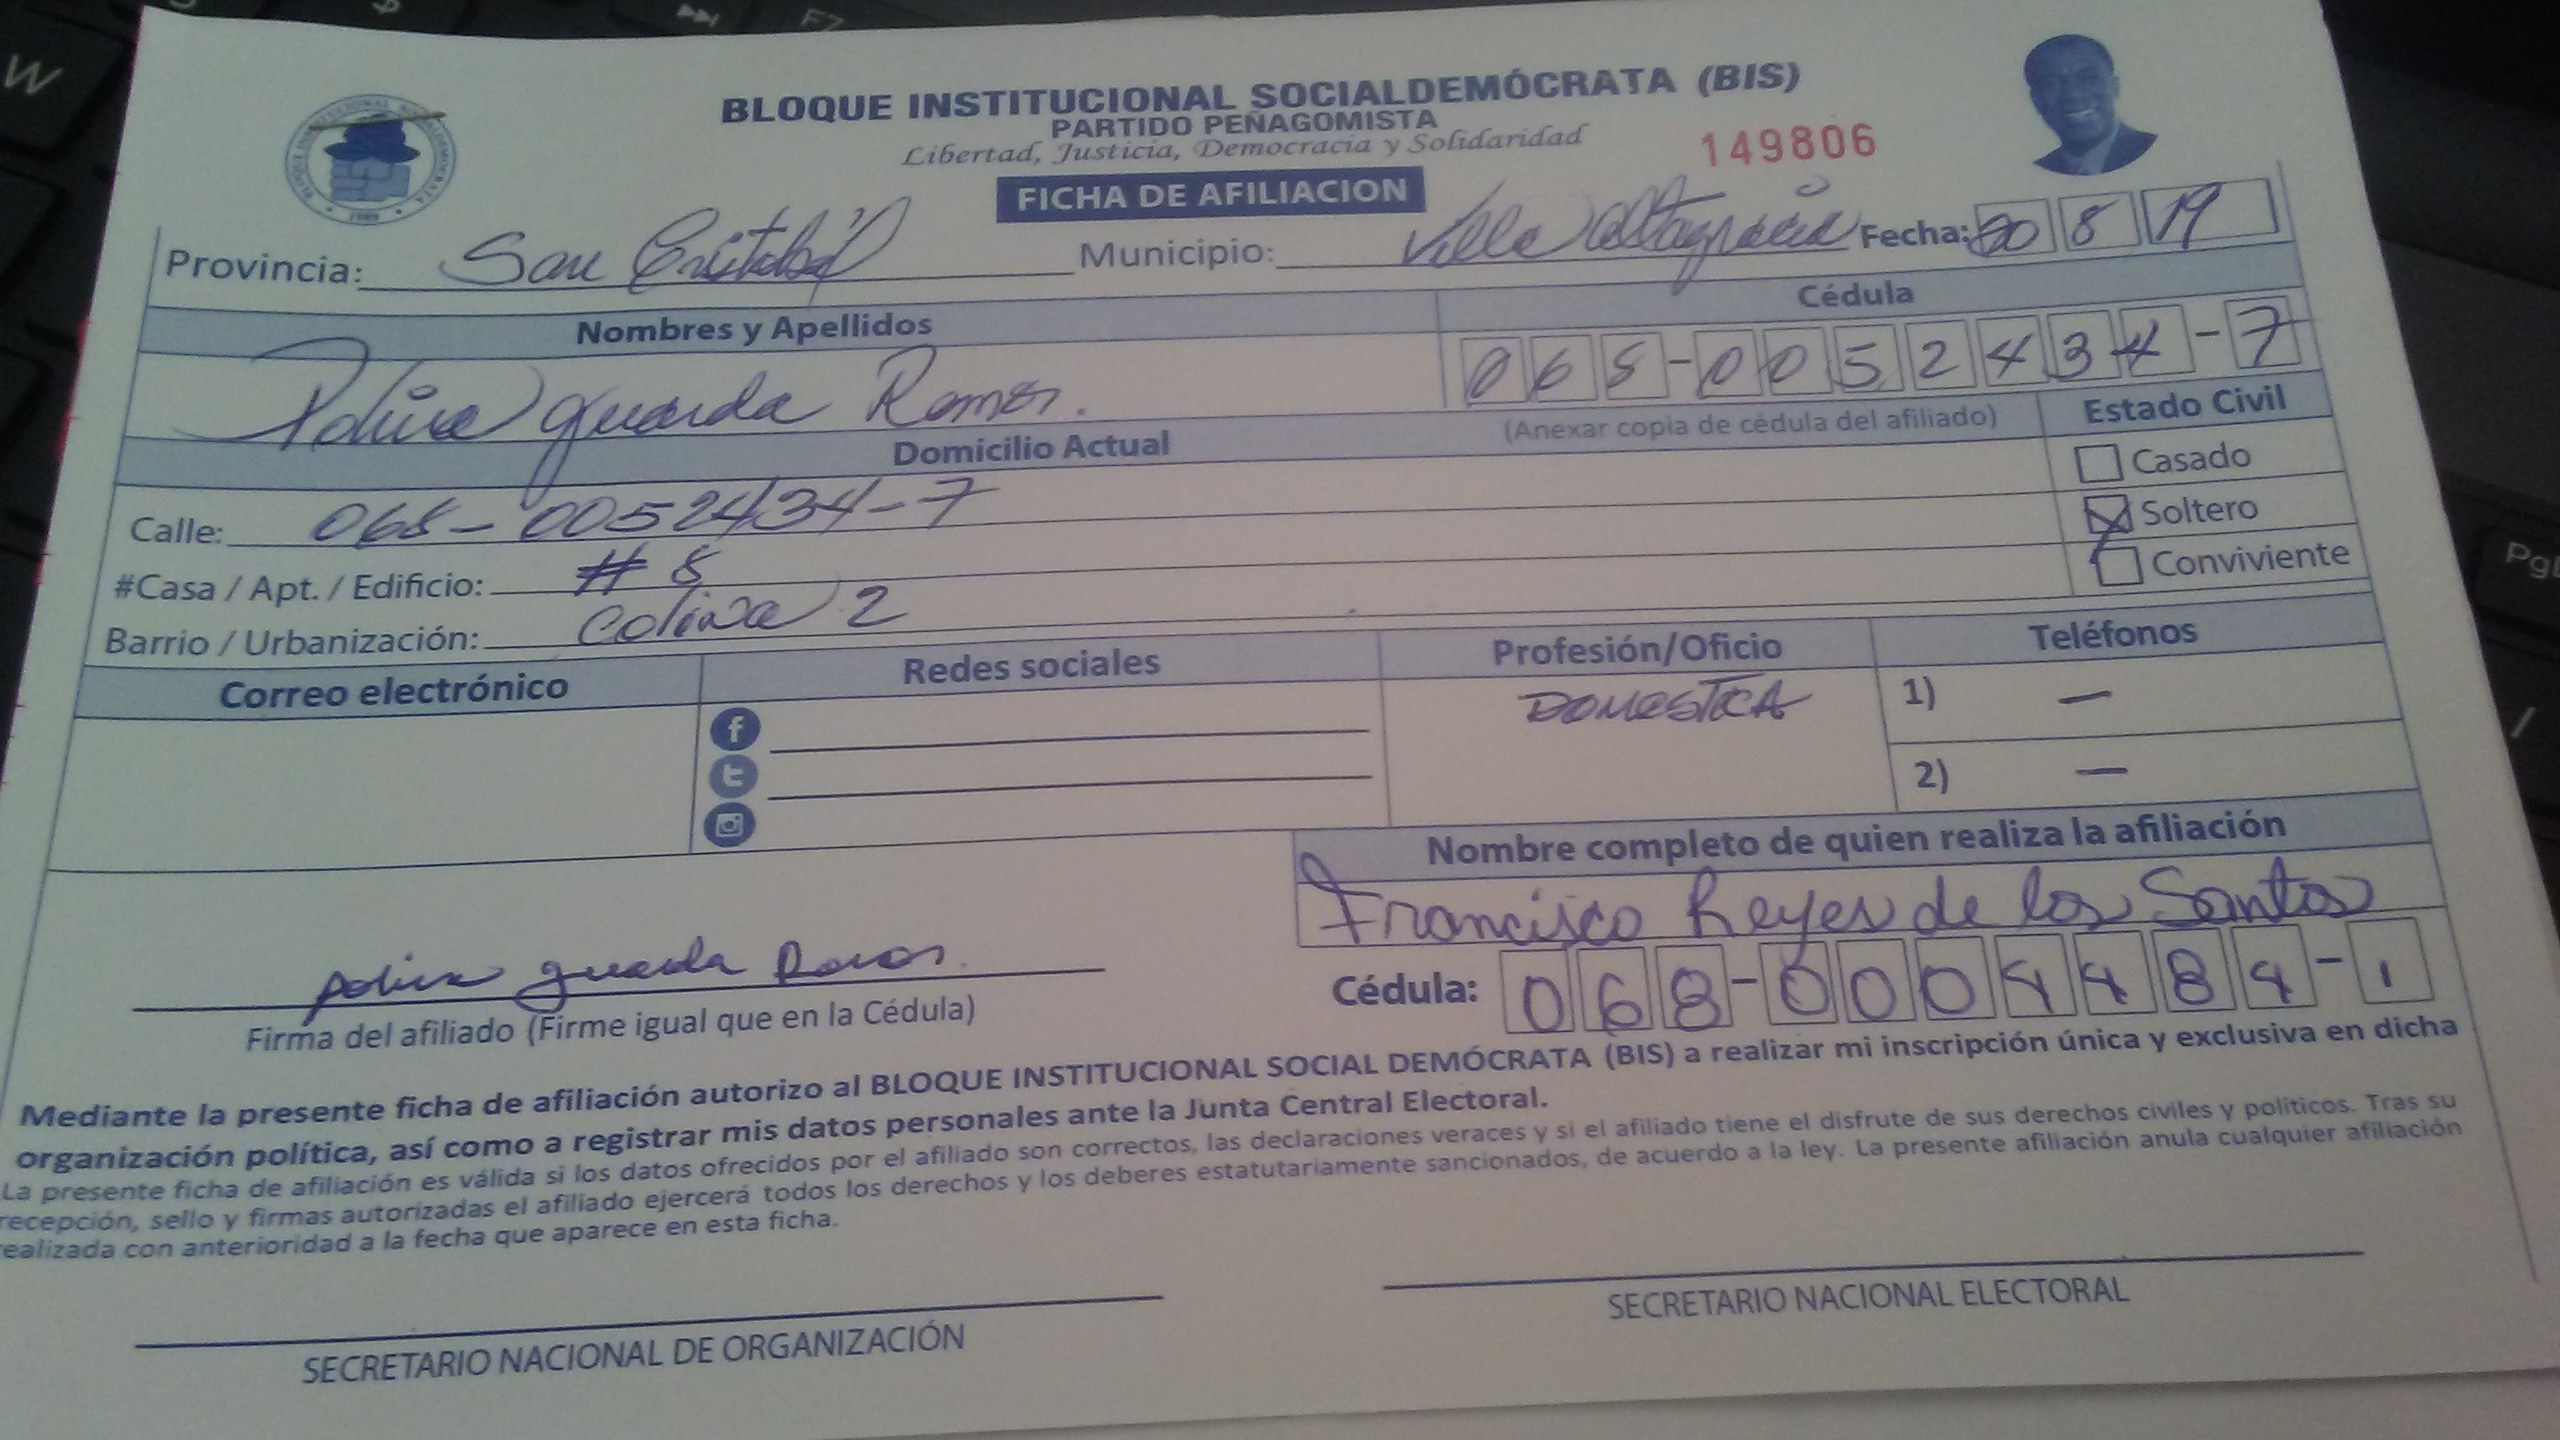 BLOQUE INSTITUCIONAL SOCIALDEMÓCRATA (BIS)
PARTIDO PEÑAGOMISTA
Libertad, Justicia, Democracia y Solidaridad
149806
FICHA DE AFILIACION
Provincia: San Cristobal Municipio: Villa Altagracia Fecha: 20 8 19
Nombres y Apellidos Cédula
guarda Ramos. 068-0052434-7
(Anexar copia de cédula del afiliado)
Domicilio Actual Estado Civil
Casado
Calle: 068-0052434-7
Soltero
#Casa / Apt. / Edificio: # 8
Conviviente
Barrio / Urbanización: Colina 2
Correo electrónico Redes sociales Profesión/Oficio Teléfonos
DOMESTICA 1) —
2) —
Nombre completo de quien realiza la afiliación
Francisco Reyes de los Santos
guarda Ramos.
Cédula: 068-0004484-1
Firma del afiliado (Firme igual que en la Cédula)
Mediante la presente ficha de afiliación autorizo al BLOQUE INSTITUCIONAL SOCIAL DEMÓCRATA (BIS) a realizar mi inscripción única y exclusiva en dicha
organización política, así como a registrar mis datos personales ante la Junta Central Electoral.
La presente ficha de afiliación es válida si los datos ofrecidos por el afiliado son correctos, las declaraciones veraces y si el afiliado tiene el disfrute de sus derechos civiles y políticos. Tras su
recepción, sello y firmas autorizadas el afiliado ejercerá todos los derechos y los deberes estatutariamente sancionados, de acuerdo a la ley. La presente afiliación anula cualquier afiliación
realizada con anterioridad a la fecha que aparece en esta ficha.
SECRETARIO NACIONAL DE ORGANIZACIÓN
SECRETARIO NACIONAL ELECTORAL